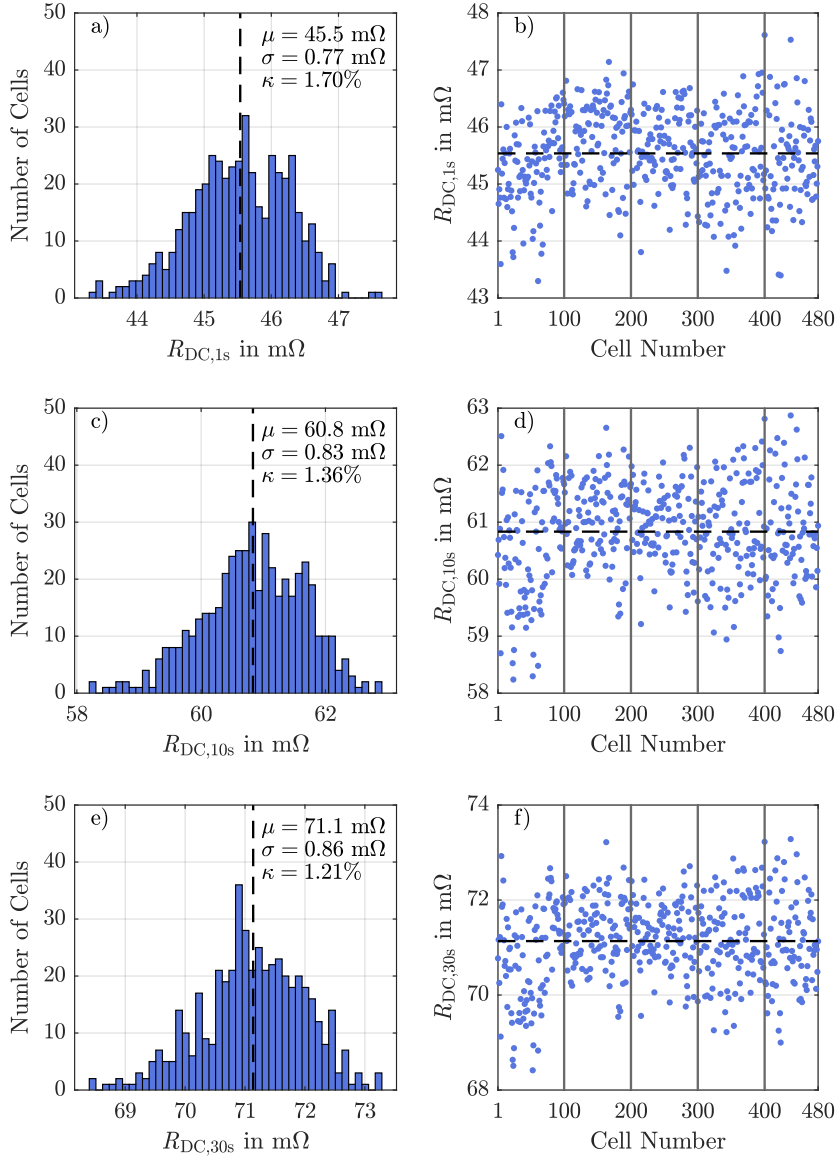 a)
μ = 45.5 mΩ
σ = 0.77 mΩ
κ = 1.70%
50
40
30
20
10
0
Number of Cells
44 45 46 47
R_DC,1s in mΩ
b)
48
47
46
45
44
43
R_DC,1s in mΩ
1 100 200 300 400 480
Cell Number
c)
μ = 60.8 mΩ
σ = 0.83 mΩ
κ = 1.36%
50
40
30
20
10
0
Number of Cells
58 60 62
R_DC,10s in mΩ
d)
63
62
61
60
59
58
R_DC,10s in mΩ
1 100 200 300 400 480
Cell Number
e)
μ = 71.1 mΩ
σ = 0.86 mΩ
κ = 1.21%
50
40
30
20
10
0
Number of Cells
69 70 71 72 73
R_DC,30s in mΩ
f)
74
72
70
68
R_DC,30s in mΩ
1 100 200 300 400 480
Cell Number